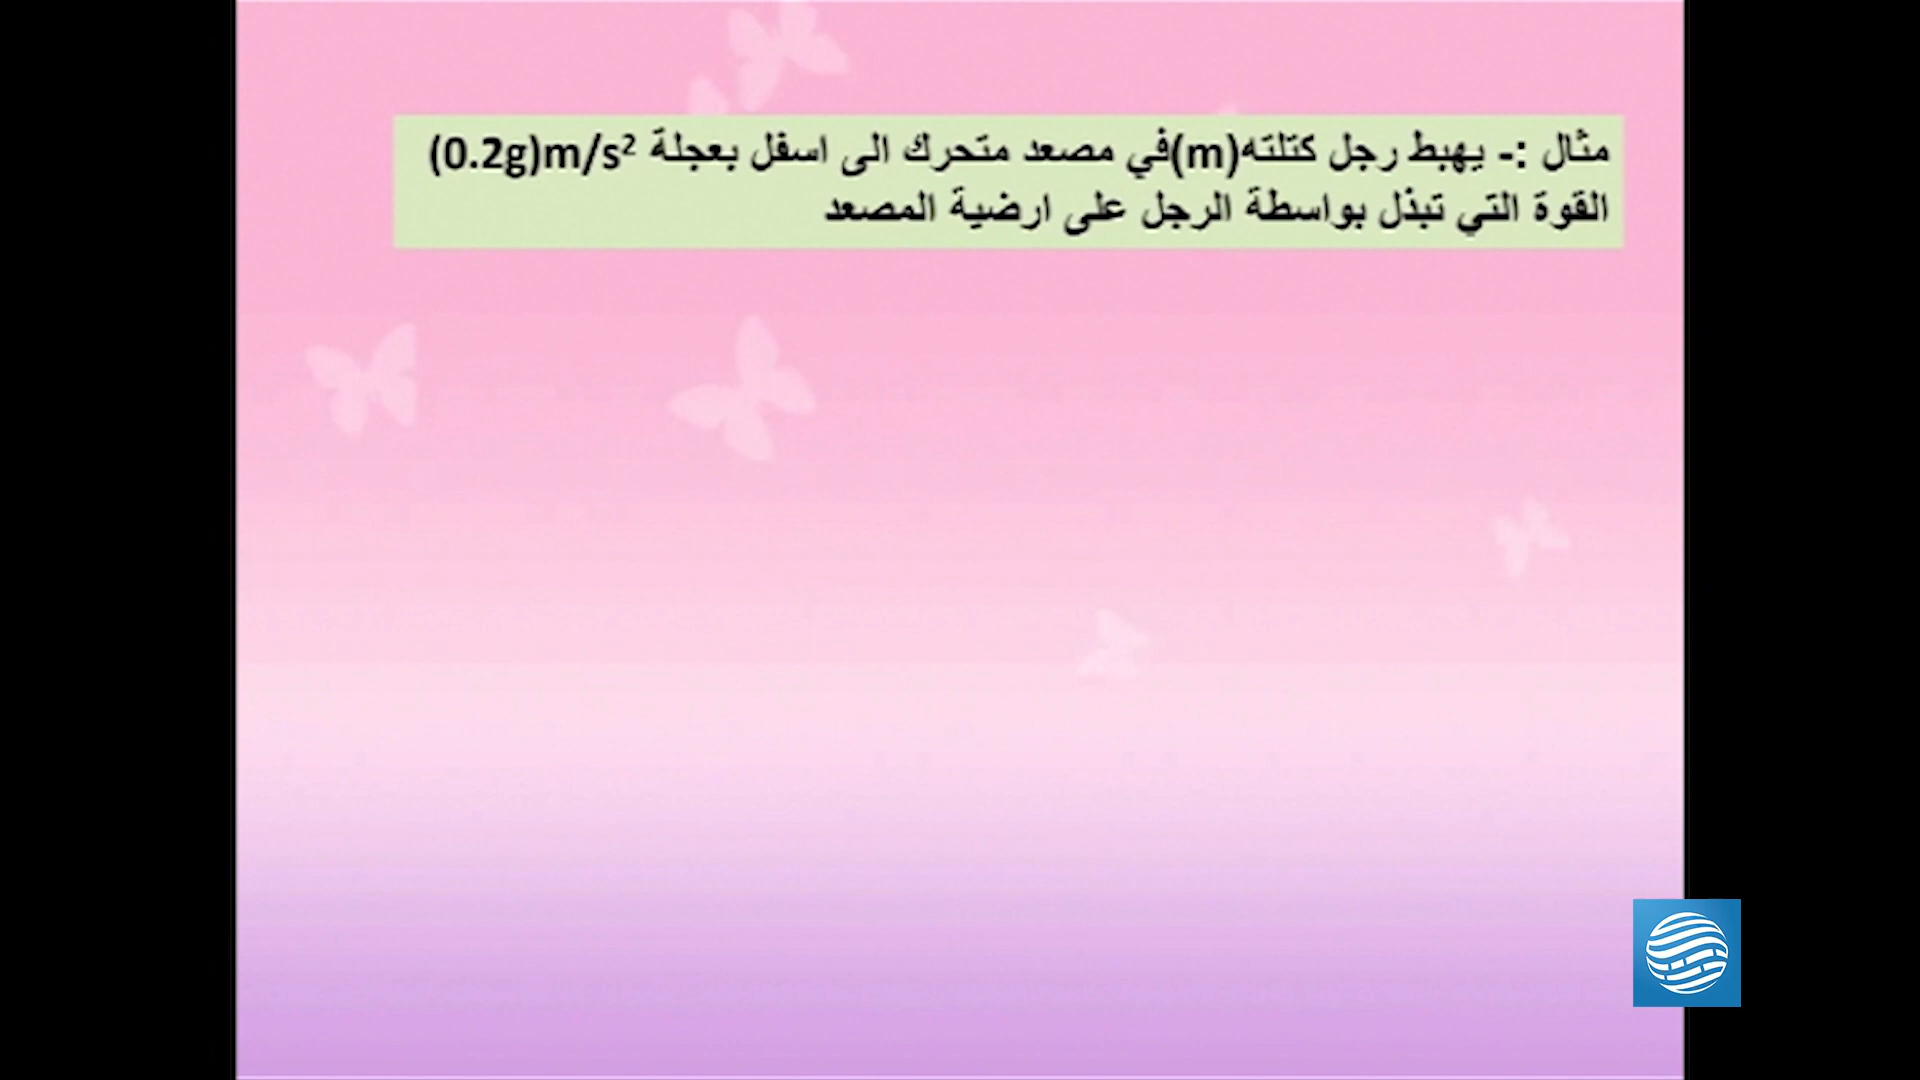 مثال :- يهبط رجل كتلته(m)في مصعد متحرك الى اسفل بعجلة (0.2g)m/s²
القوة التي تبذل بواسطة الرجل على ارضية المصعد